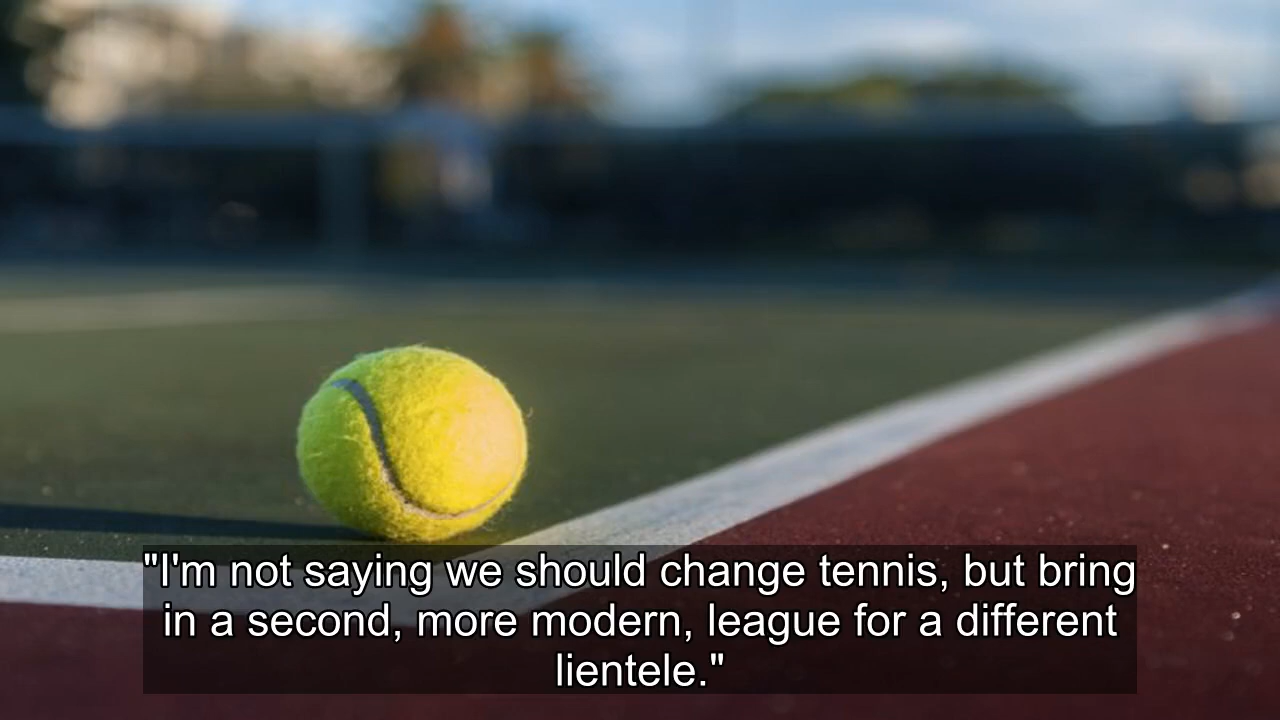 "I'm not saying we should change tennis, but bring
in a second, more modern, league for a different
lientele."